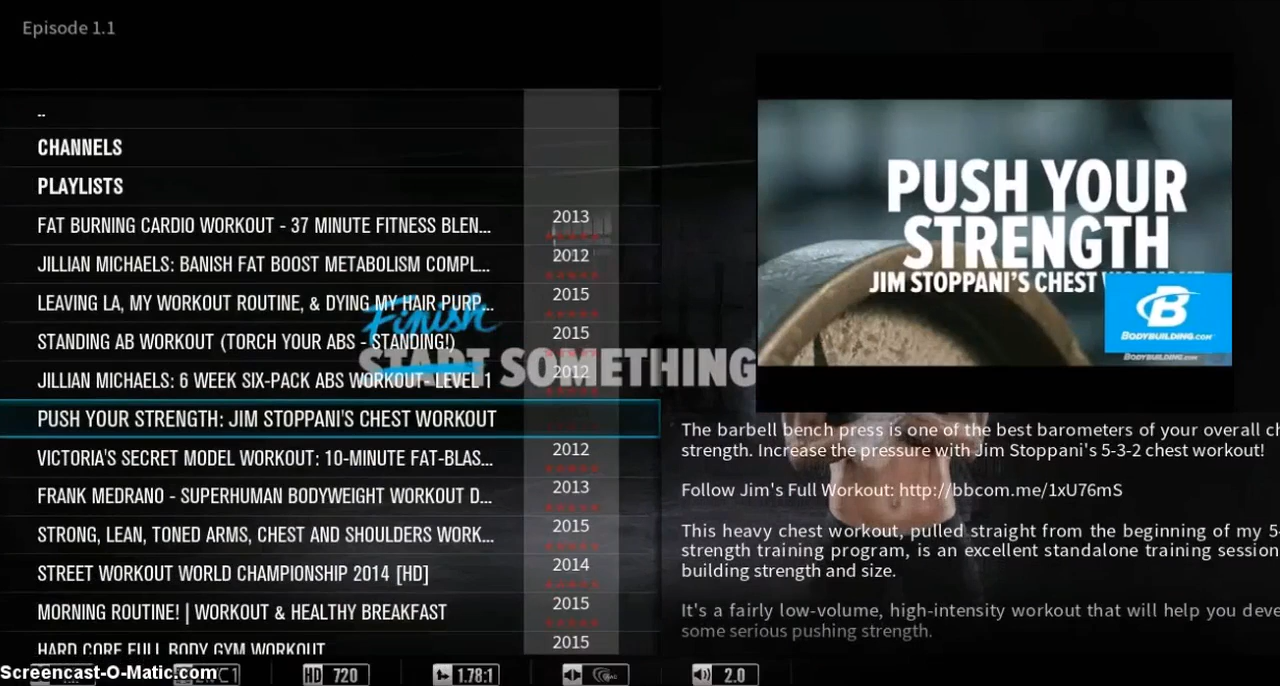 Episode 1.1
..
CHANNELS
PLAYLISTS
FAT BURNING CARDIO WORKOUT - 37 MINUTE FITNESS BLEN... 2013
JILLIAN MICHAELS: BANISH FAT BOOST METABOLISM COMPL... 2012
LEAVING LA, MY WORKOUT ROUTINE, & DYING MY HAIR PURP... 2015
STANDING AB WORKOUT (TORCH YOUR ABS - STANDING!) 2015
JILLIAN MICHAELS: 6 WEEK SIX-PACK ABS WORKOUT- LEVEL 1 2012
PUSH YOUR STRENGTH: JIM STOPPANI'S CHEST WORKOUT
VICTORIA'S SECRET MODEL WORKOUT: 10-MINUTE FAT-BLAS... 2012
FRANK MEDRANO - SUPERHUMAN BODYWEIGHT WORKOUT D... 2013
STRONG, LEAN, TONED ARMS, CHEST AND SHOULDERS WORK... 2015
STREET WORKOUT WORLD CHAMPIONSHIP 2014 [HD] 2014
MORNING ROUTINE! | WORKOUT & HEALTHY BREAKFAST 2015
HARD CORE FULL BODY GYM WORKOUT 2015
Finish
START SOMETHING
PUSH YOUR
STRENGTH
JIM STOPPANI'S CHEST
B
BODYBUILDING.com
BODYBUILDING.com
The barbell bench press is one of the best barometers of your overall ch
strength. Increase the pressure with Jim Stoppani's 5-3-2 chest workout!
Follow Jim's Full Workout: http://bbcom.me/1xU76mS
This heavy chest workout, pulled straight from the beginning of my 5-
strength training program, is an excellent standalone training session
building strength and size.
It's a fairly low-volume, high-intensity workout that will help you deve
some serious pushing strength.
Screencast-O-Matic.com
HD 720
1.78:1
2.0